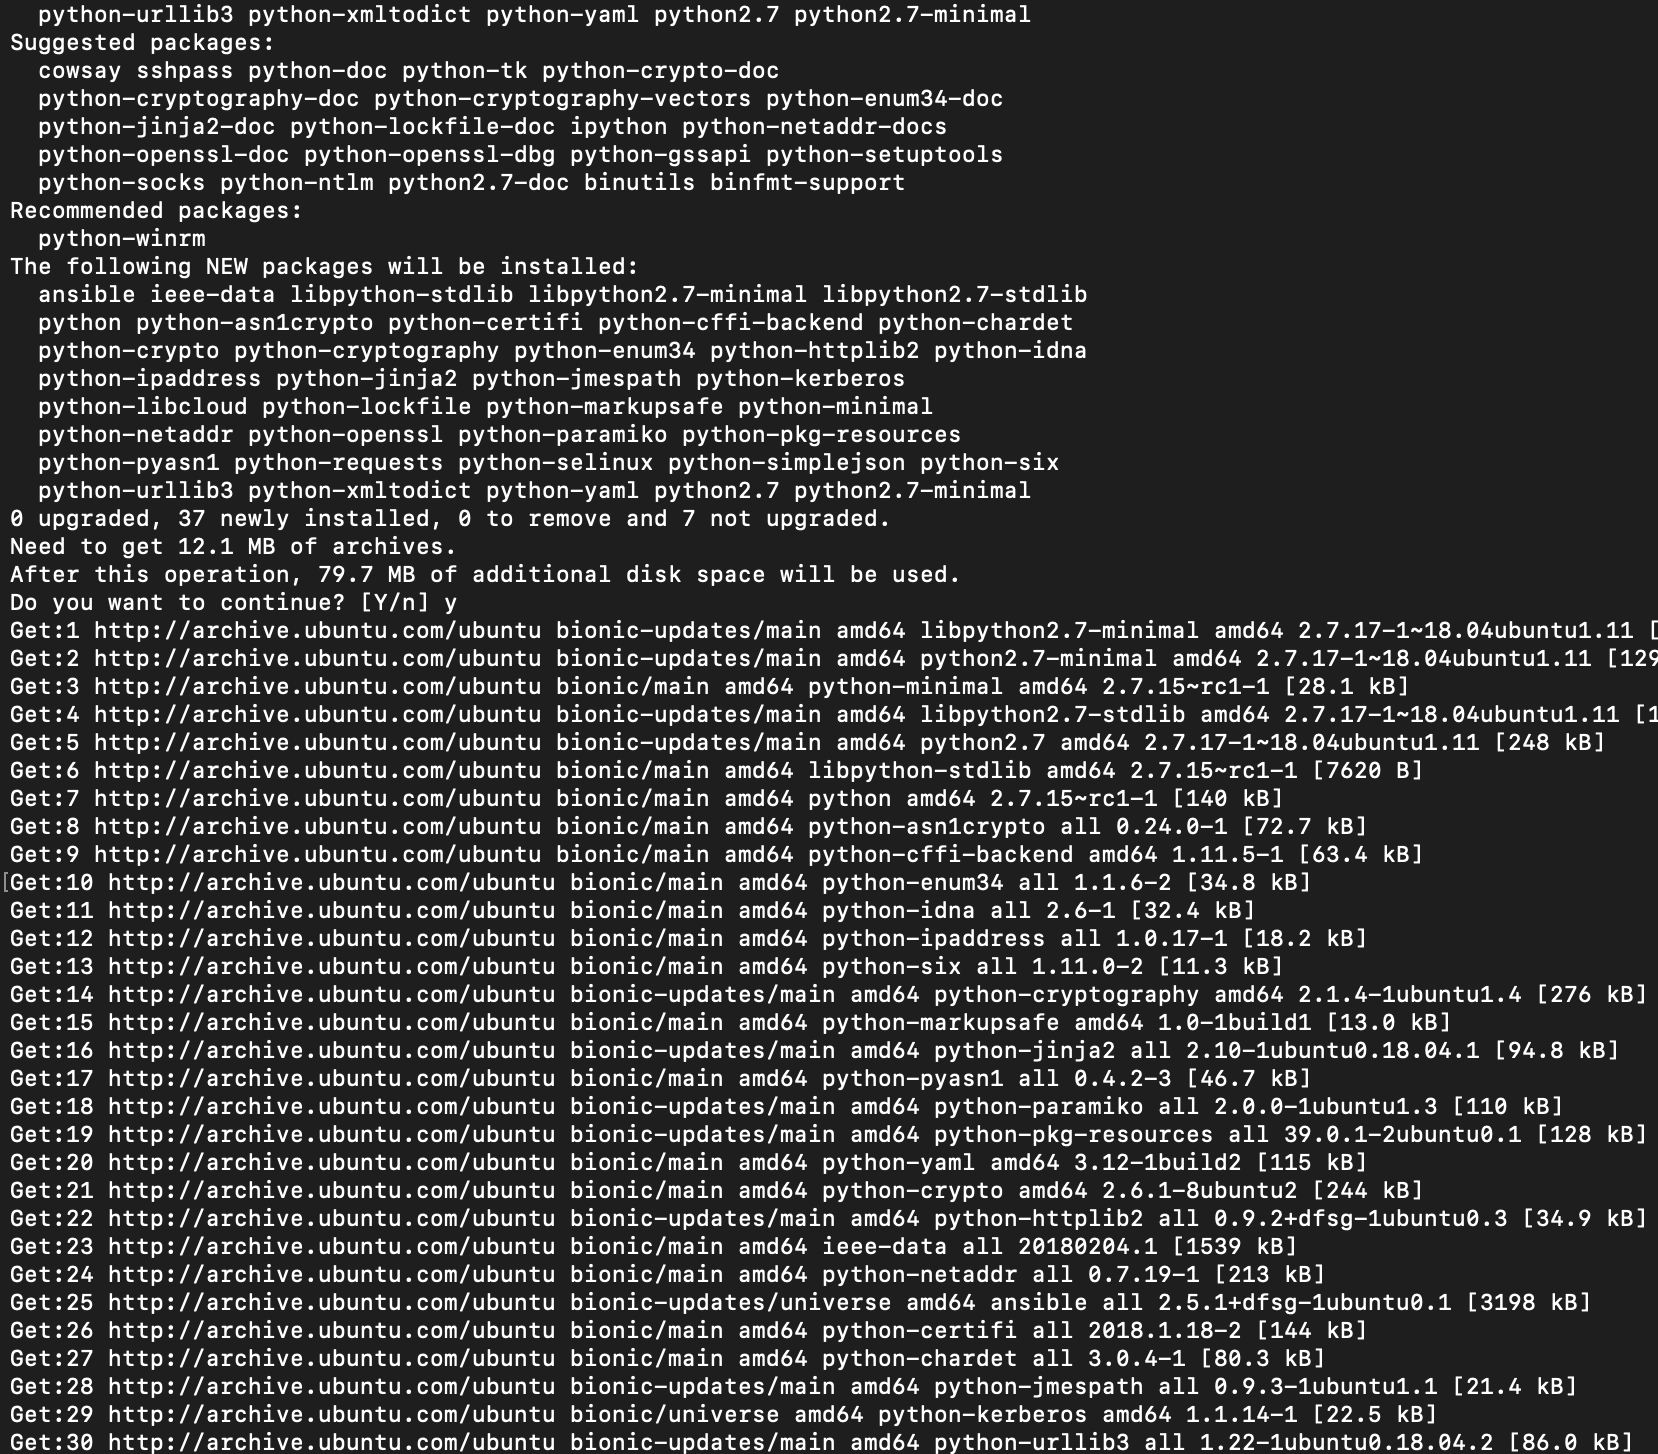 python-urllib3 python-xmltodict python-yaml python2.7 python2.7-minimal
Suggested packages:
cowsay sshpass python-doc python-tk python-crypto-doc
python-cryptography-doc python-cryptography-vectors python-enum34-doc
python-jinja2-doc python-lockfile-doc ipython python-netaddr-docs
python-openssl-doc python-openssl-dbg python-gssapi python-setuptools
python-socks python-ntlm python2.7-doc binutils binfmt-support
Recommended packages:
python-winrm
The following NEW packages will be installed:
ansible ieee-data libpython-stdlib libpython2.7-minimal libpython2.7-stdlib
python python-asn1crypto python-certifi python-cffi-backend python-chardet
python-crypto python-cryptography python-enum34 python-httplib2 python-idna
python-ipaddress python-jinja2 python-jmespath python-kerberos
python-libcloud python-lockfile python-markupsafe python-minimal
python-netaddr python-openssl python-paramiko python-pkg-resources
python-pyasn1 python-requests python-selinux python-simplejson python-six
python-urllib3 python-xmltodict python-yaml python2.7 python2.7-minimal
0 upgraded, 37 newly installed, 0 to remove and 7 not upgraded.
Need to get 12.1 MB of archives.
After this operation, 79.7 MB of additional disk space will be used.
Do you want to continue? [Y/n] y
Get:1 http://archive.ubuntu.com/ubuntu bionic-updates/main amd64 libpython2.7-minimal amd64 2.7.17-1~18.04ubuntu1.11 [
Get:2 http://archive.ubuntu.com/ubuntu bionic-updates/main amd64 python2.7-minimal amd64 2.7.17-1~18.04ubuntu1.11 [129
Get:3 http://archive.ubuntu.com/ubuntu bionic/main amd64 python-minimal amd64 2.7.15~rc1-1 [28.1 kB]
Get:4 http://archive.ubuntu.com/ubuntu bionic-updates/main amd64 libpython2.7-stdlib amd64 2.7.17-1~18.04ubuntu1.11 [1
Get:5 http://archive.ubuntu.com/ubuntu bionic-updates/main amd64 python2.7 amd64 2.7.17-1~18.04ubuntu1.11 [248 kB]
Get:6 http://archive.ubuntu.com/ubuntu bionic/main amd64 libpython-stdlib amd64 2.7.15~rc1-1 [7620 B]
Get:7 http://archive.ubuntu.com/ubuntu bionic/main amd64 python amd64 2.7.15~rc1-1 [140 kB]
Get:8 http://archive.ubuntu.com/ubuntu bionic/main amd64 python-asn1crypto all 0.24.0-1 [72.7 kB]
Get:9 http://archive.ubuntu.com/ubuntu bionic/main amd64 python-cffi-backend amd64 1.11.5-1 [63.4 kB]
[Get:10 http://archive.ubuntu.com/ubuntu bionic/main amd64 python-enum34 all 1.1.6-2 [34.8 kB]
Get:11 http://archive.ubuntu.com/ubuntu bionic/main amd64 python-idna all 2.6-1 [32.4 kB]
Get:12 http://archive.ubuntu.com/ubuntu bionic/main amd64 python-ipaddress all 1.0.17-1 [18.2 kB]
Get:13 http://archive.ubuntu.com/ubuntu bionic/main amd64 python-six all 1.11.0-2 [11.3 kB]
Get:14 http://archive.ubuntu.com/ubuntu bionic-updates/main amd64 python-cryptography amd64 2.1.4-1ubuntu1.4 [276 kB]
Get:15 http://archive.ubuntu.com/ubuntu bionic/main amd64 python-markupsafe amd64 1.0-1build1 [13.0 kB]
Get:16 http://archive.ubuntu.com/ubuntu bionic-updates/main amd64 python-jinja2 all 2.10-1ubuntu0.18.04.1 [94.8 kB]
Get:17 http://archive.ubuntu.com/ubuntu bionic/main amd64 python-pyasn1 all 0.4.2-3 [46.7 kB]
Get:18 http://archive.ubuntu.com/ubuntu bionic-updates/main amd64 python-paramiko all 2.0.0-1ubuntu1.3 [110 kB]
Get:19 http://archive.ubuntu.com/ubuntu bionic-updates/main amd64 python-pkg-resources all 39.0.1-2ubuntu0.1 [128 kB]
Get:20 http://archive.ubuntu.com/ubuntu bionic/main amd64 python-yaml amd64 3.12-1build2 [115 kB]
Get:21 http://archive.ubuntu.com/ubuntu bionic/main amd64 python-crypto amd64 2.6.1-8ubuntu2 [244 kB]
Get:22 http://archive.ubuntu.com/ubuntu bionic-updates/main amd64 python-httplib2 all 0.9.2+dfsg-1ubuntu0.3 [34.9 kB]
Get:23 http://archive.ubuntu.com/ubuntu bionic/main amd64 ieee-data all 20180204.1 [1539 kB]
Get:24 http://archive.ubuntu.com/ubuntu bionic/main amd64 python-netaddr all 0.7.19-1 [213 kB]
Get:25 http://archive.ubuntu.com/ubuntu bionic-updates/universe amd64 ansible all 2.5.1+dfsg-1ubuntu0.1 [3198 kB]
Get:26 http://archive.ubuntu.com/ubuntu bionic/main amd64 python-certifi all 2018.1.18-2 [144 kB]
Get:27 http://archive.ubuntu.com/ubuntu bionic/main amd64 python-chardet all 3.0.4-1 [80.3 kB]
Get:28 http://archive.ubuntu.com/ubuntu bionic-updates/main amd64 python-jmespath all 0.9.3-1ubuntu1.1 [21.4 kB]
Get:29 http://archive.ubuntu.com/ubuntu bionic/universe amd64 python-kerberos amd64 1.1.14-1 [22.5 kB]
Get:30 http://archive.ubuntu.com/ubuntu bionic-updates/main amd64 python-urllib3 all 1.22-1ubuntu0.18.04.2 [86.0 kB]